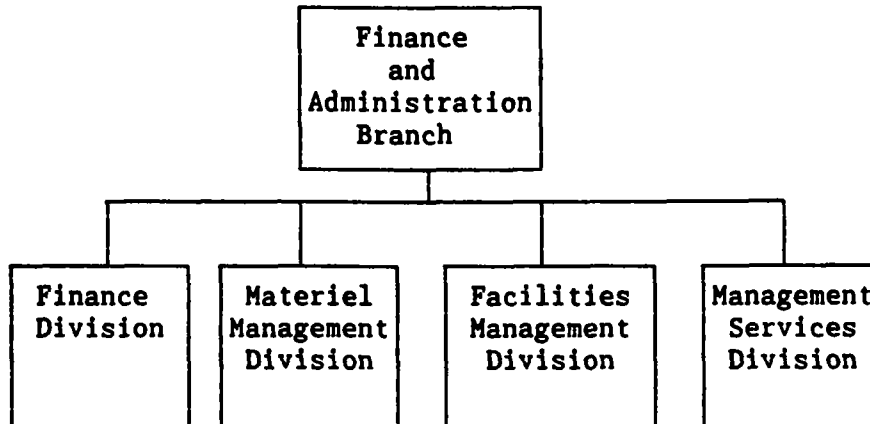 Finance
and
Administration
Branch
Finance
Division
Materiel
Management
Division
Facilities
Management
Division
Management
Services
Division